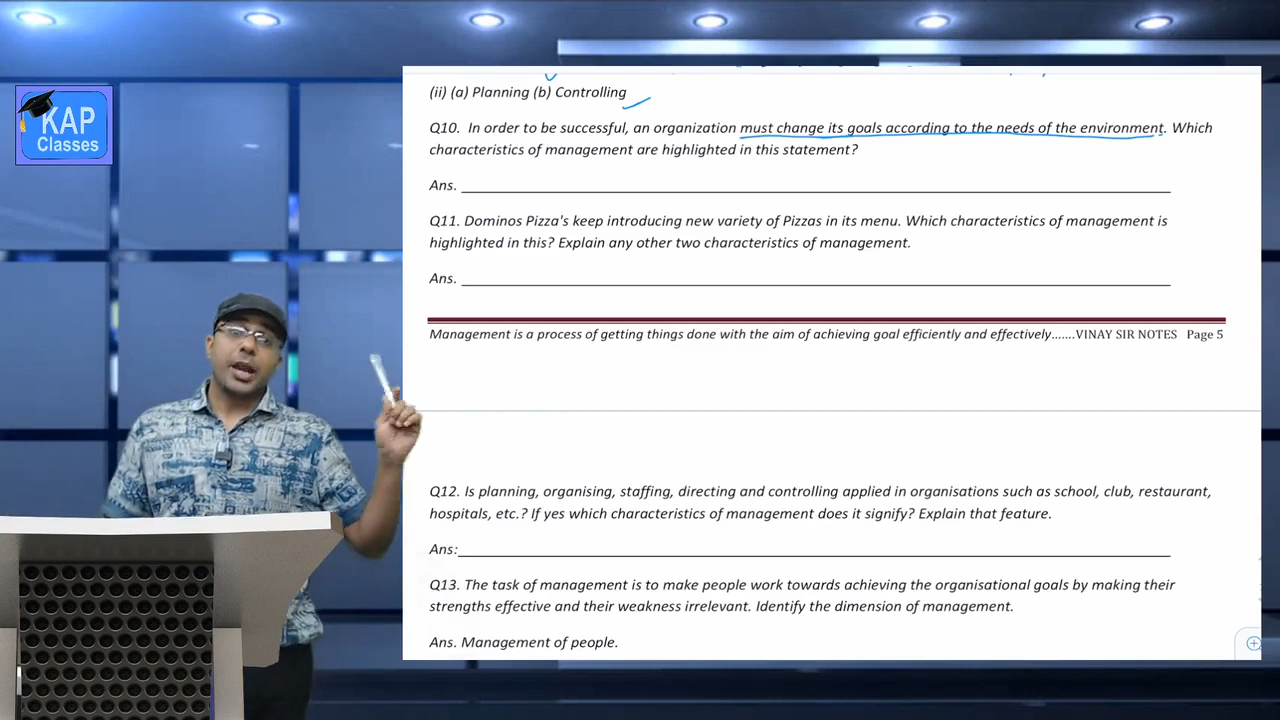 KAP
Classes
(ii) (a) Planning (b) Controlling
Q10. In order to be successful, an organization must change its goals according to the needs of the environment. Which
characteristics of management are highlighted in this statement?
Ans.
Q11. Dominos Pizza's keep introducing new variety of Pizzas in its menu. Which characteristics of management is
highlighted in this? Explain any other two characteristics of management.
Ans.
Management is a process of getting things done with the aim of achieving goal efficiently and effectively.......VINAY SIR NOTES Page 5
Q12. Is planning, organising, staffing, directing and controlling applied in organisations such as school, club, restaurant,
hospitals, etc.? If yes which characteristics of management does it signify? Explain that feature.
Ans:
Q13. The task of management is to make people work towards achieving the organisational goals by making their
strengths effective and their weakness irrelevant. Identify the dimension of management.
Ans. Management of people.